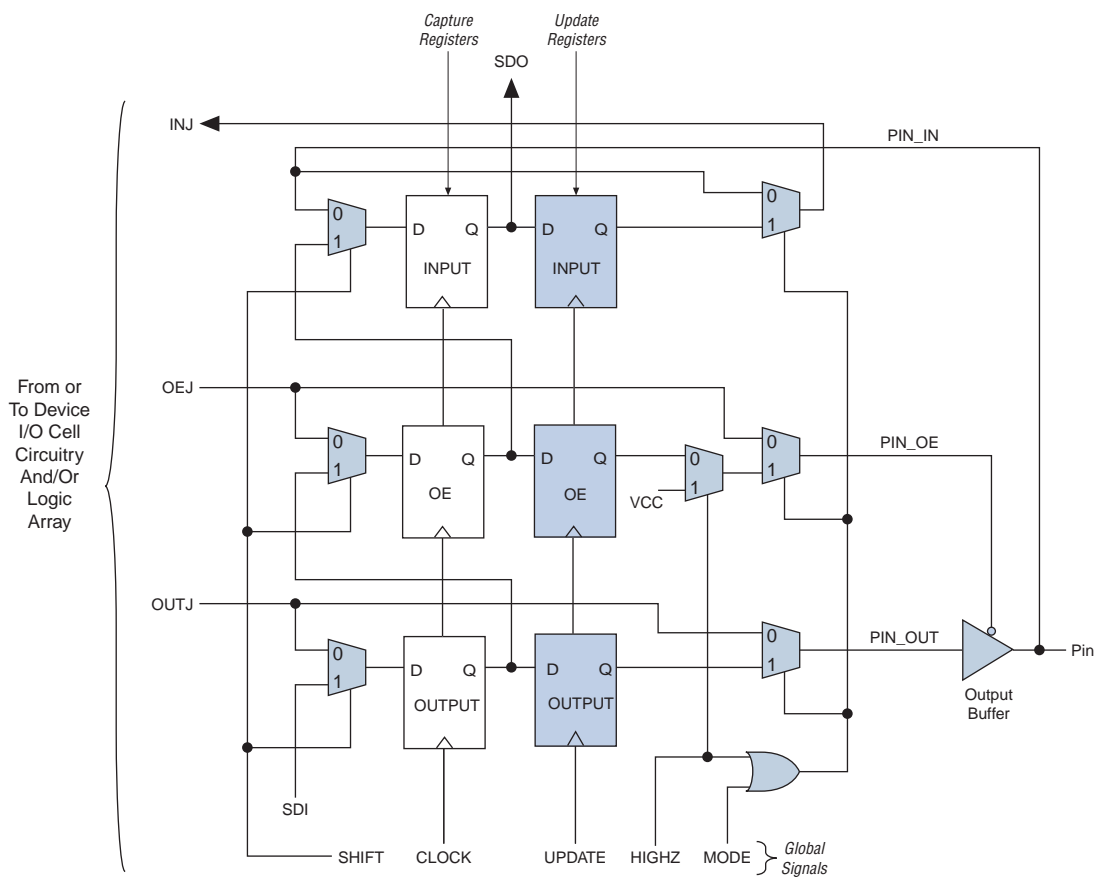 Capture
Registers
Update
Registers
SDO
INJ
PIN_IN
0
1
D Q
INPUT
D Q
INPUT
0
1
From or
To Device
I/O Cell
Circuitry
And/Or
Logic
Array
OEJ
0
1
D Q
OE
D Q
OE
0
1
VCC
0
1
PIN_OE
OUTJ
0
1
D Q
OUTPUT
D Q
OUTPUT
0
1
PIN_OUT
Pin
Output
Buffer
SDI
SHIFT
CLOCK
UPDATE
HIGHZ
MODE
Global
Signals